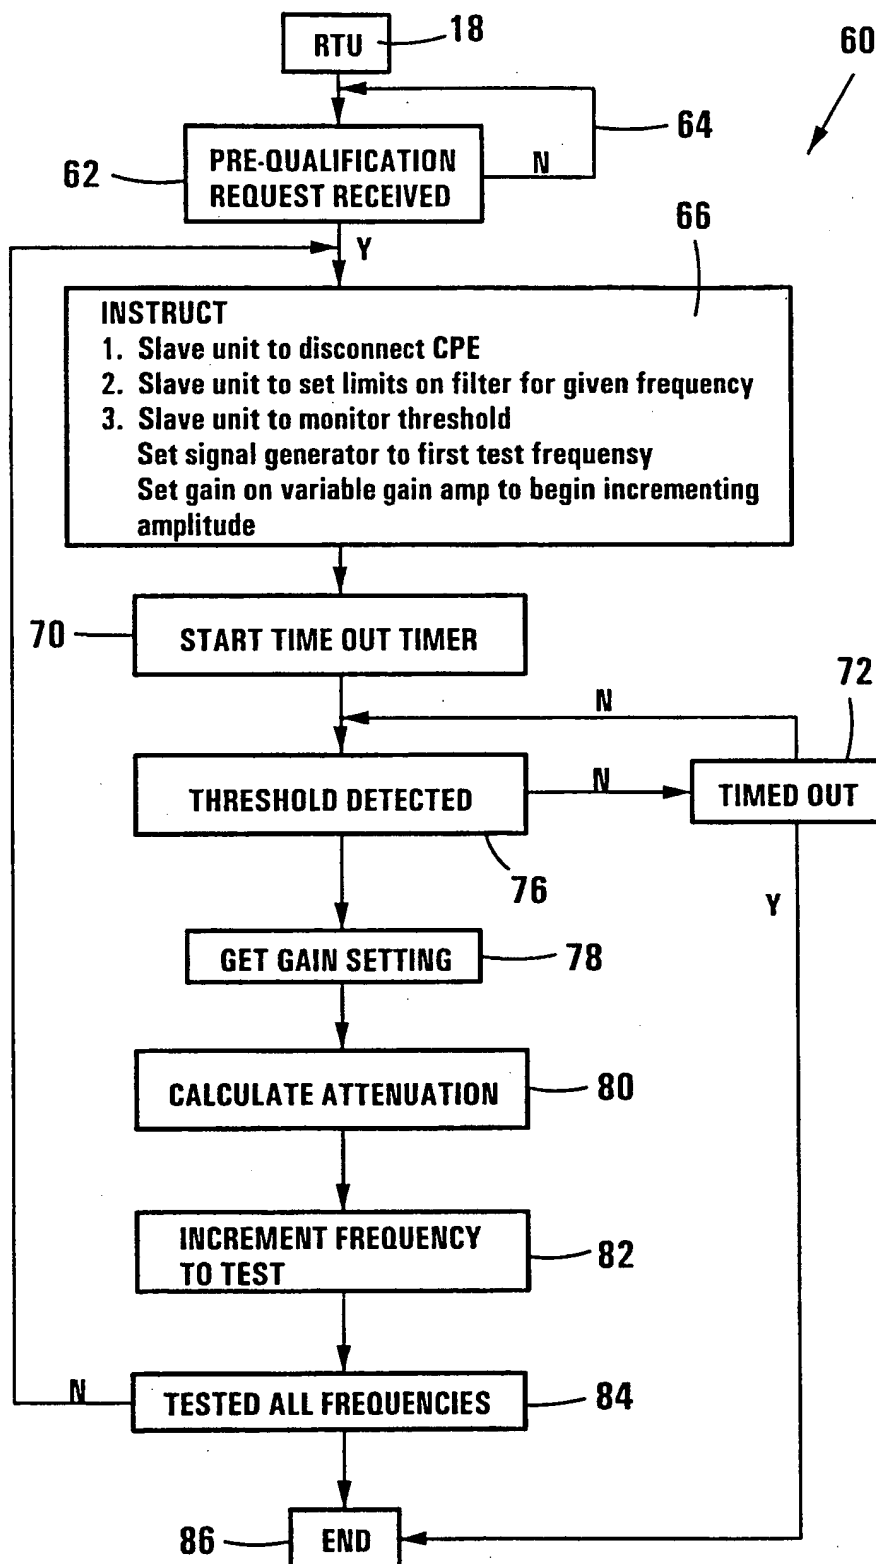 RTU
18
60
64
62
PRE-QUALIFICATION
REQUEST RECEIVED
N
Y
66
INSTRUCT
1. Slave unit to disconnect CPE
2. Slave unit to set limits on filter for given frequency
3. Slave unit to monitor threshold
Set signal generator to first test frequensy
Set gain on variable gain amp to begin incrementing
amplitude
70
START TIME OUT TIMER
72
N
THRESHOLD DETECTED
N
TIMED OUT
76
Y
GET GAIN SETTING
78
CALCULATE ATTENUATION
80
INCREMENT FREQUENCY
TO TEST
82
N
TESTED ALL FREQUENCIES
84
86
END